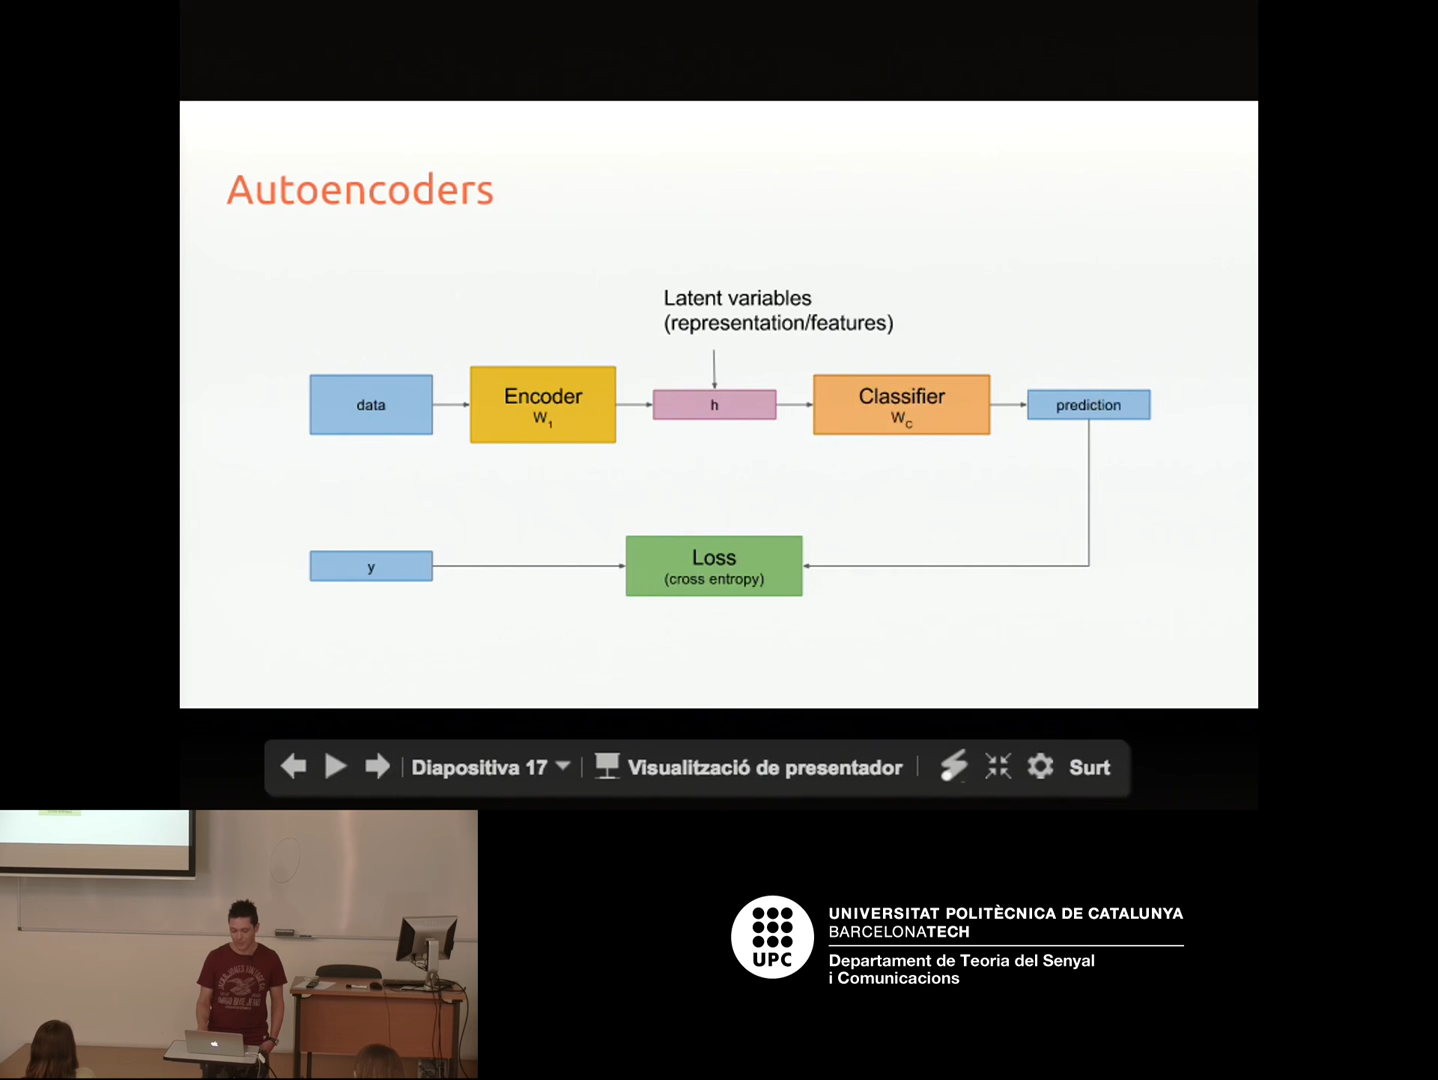 Autoencoders
Latent variables
(representation/features)
data
Encoder
W1
h
Classifier
WC
prediction
y
Loss
(cross entropy)
Diapositiva 17
Visualització de presentador
Surt
UPC
UNIVERSITAT POLITÈCNICA DE CATALUNYA
BARCELONATECH
Departament de Teoria del Senyal
i Comunicacions